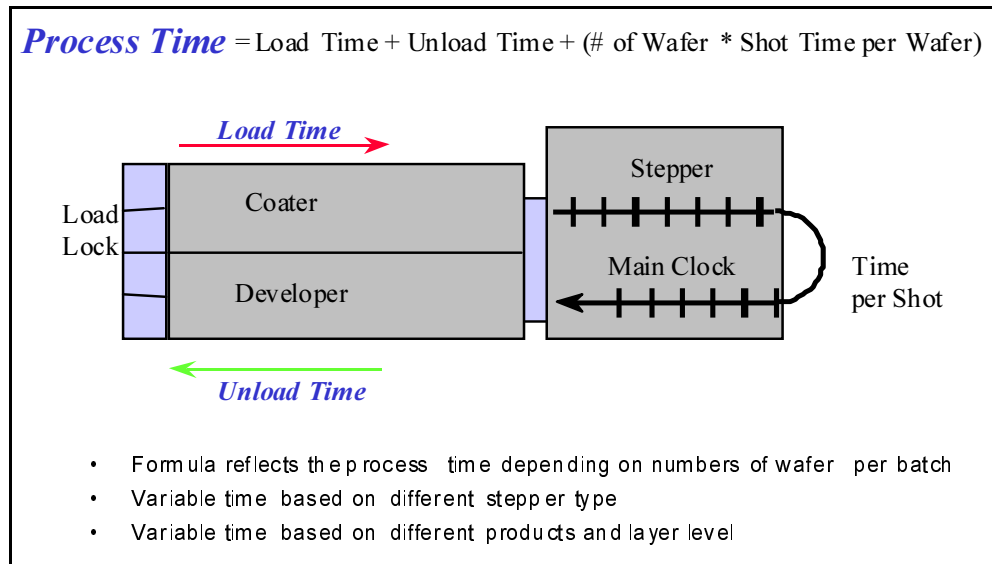 Process Time = Load Time + Unload Time + (# of Wafer * Shot Time per Wafer)
Load Time
Stepper
Coater
Load
Lock
Main Clock
Developer
Time
per Shot
Unload Time
• Formula reflects the process time depending on numbers of wafer per batch
• Variable time based on different stepper type
• Variable time based on different products and layer level